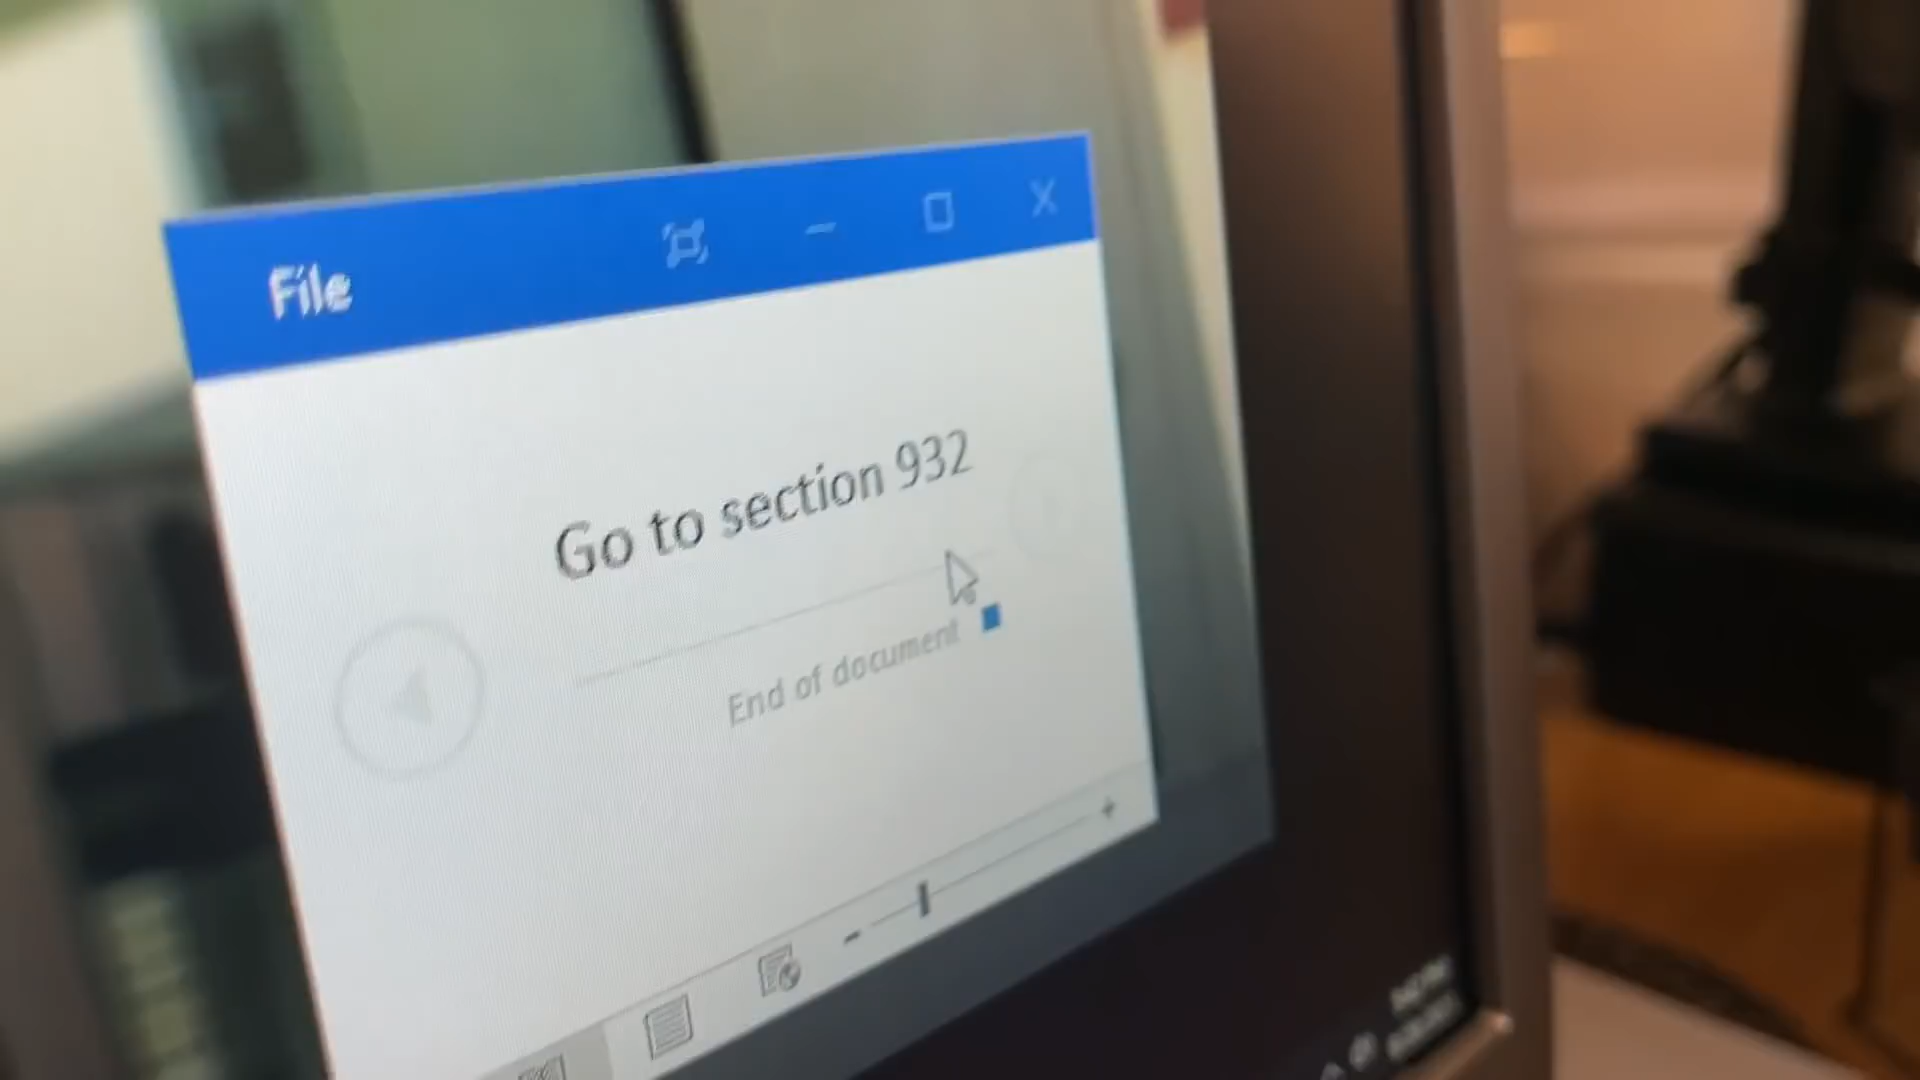 File
Go to section 932
End of document